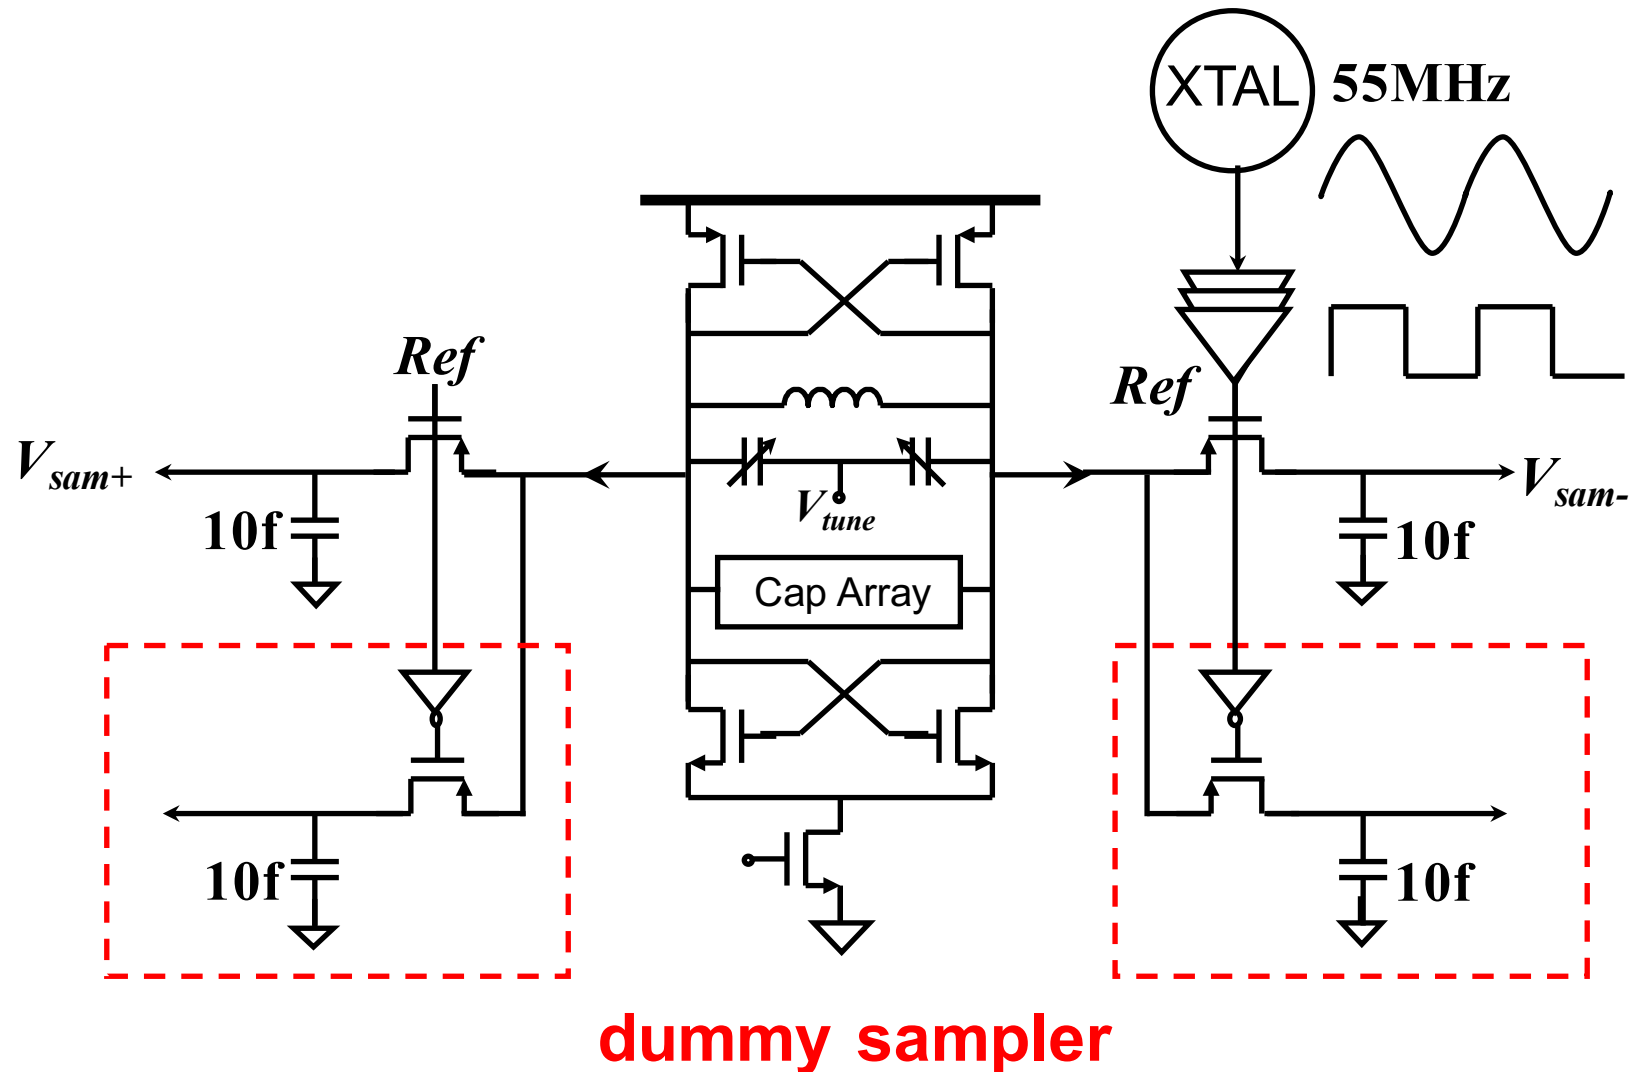 XTAL 55MHz
Ref
Ref
Vsam+
Vsam-
Vtune
10f
10f
Cap Array
10f
10f
dummy sampler